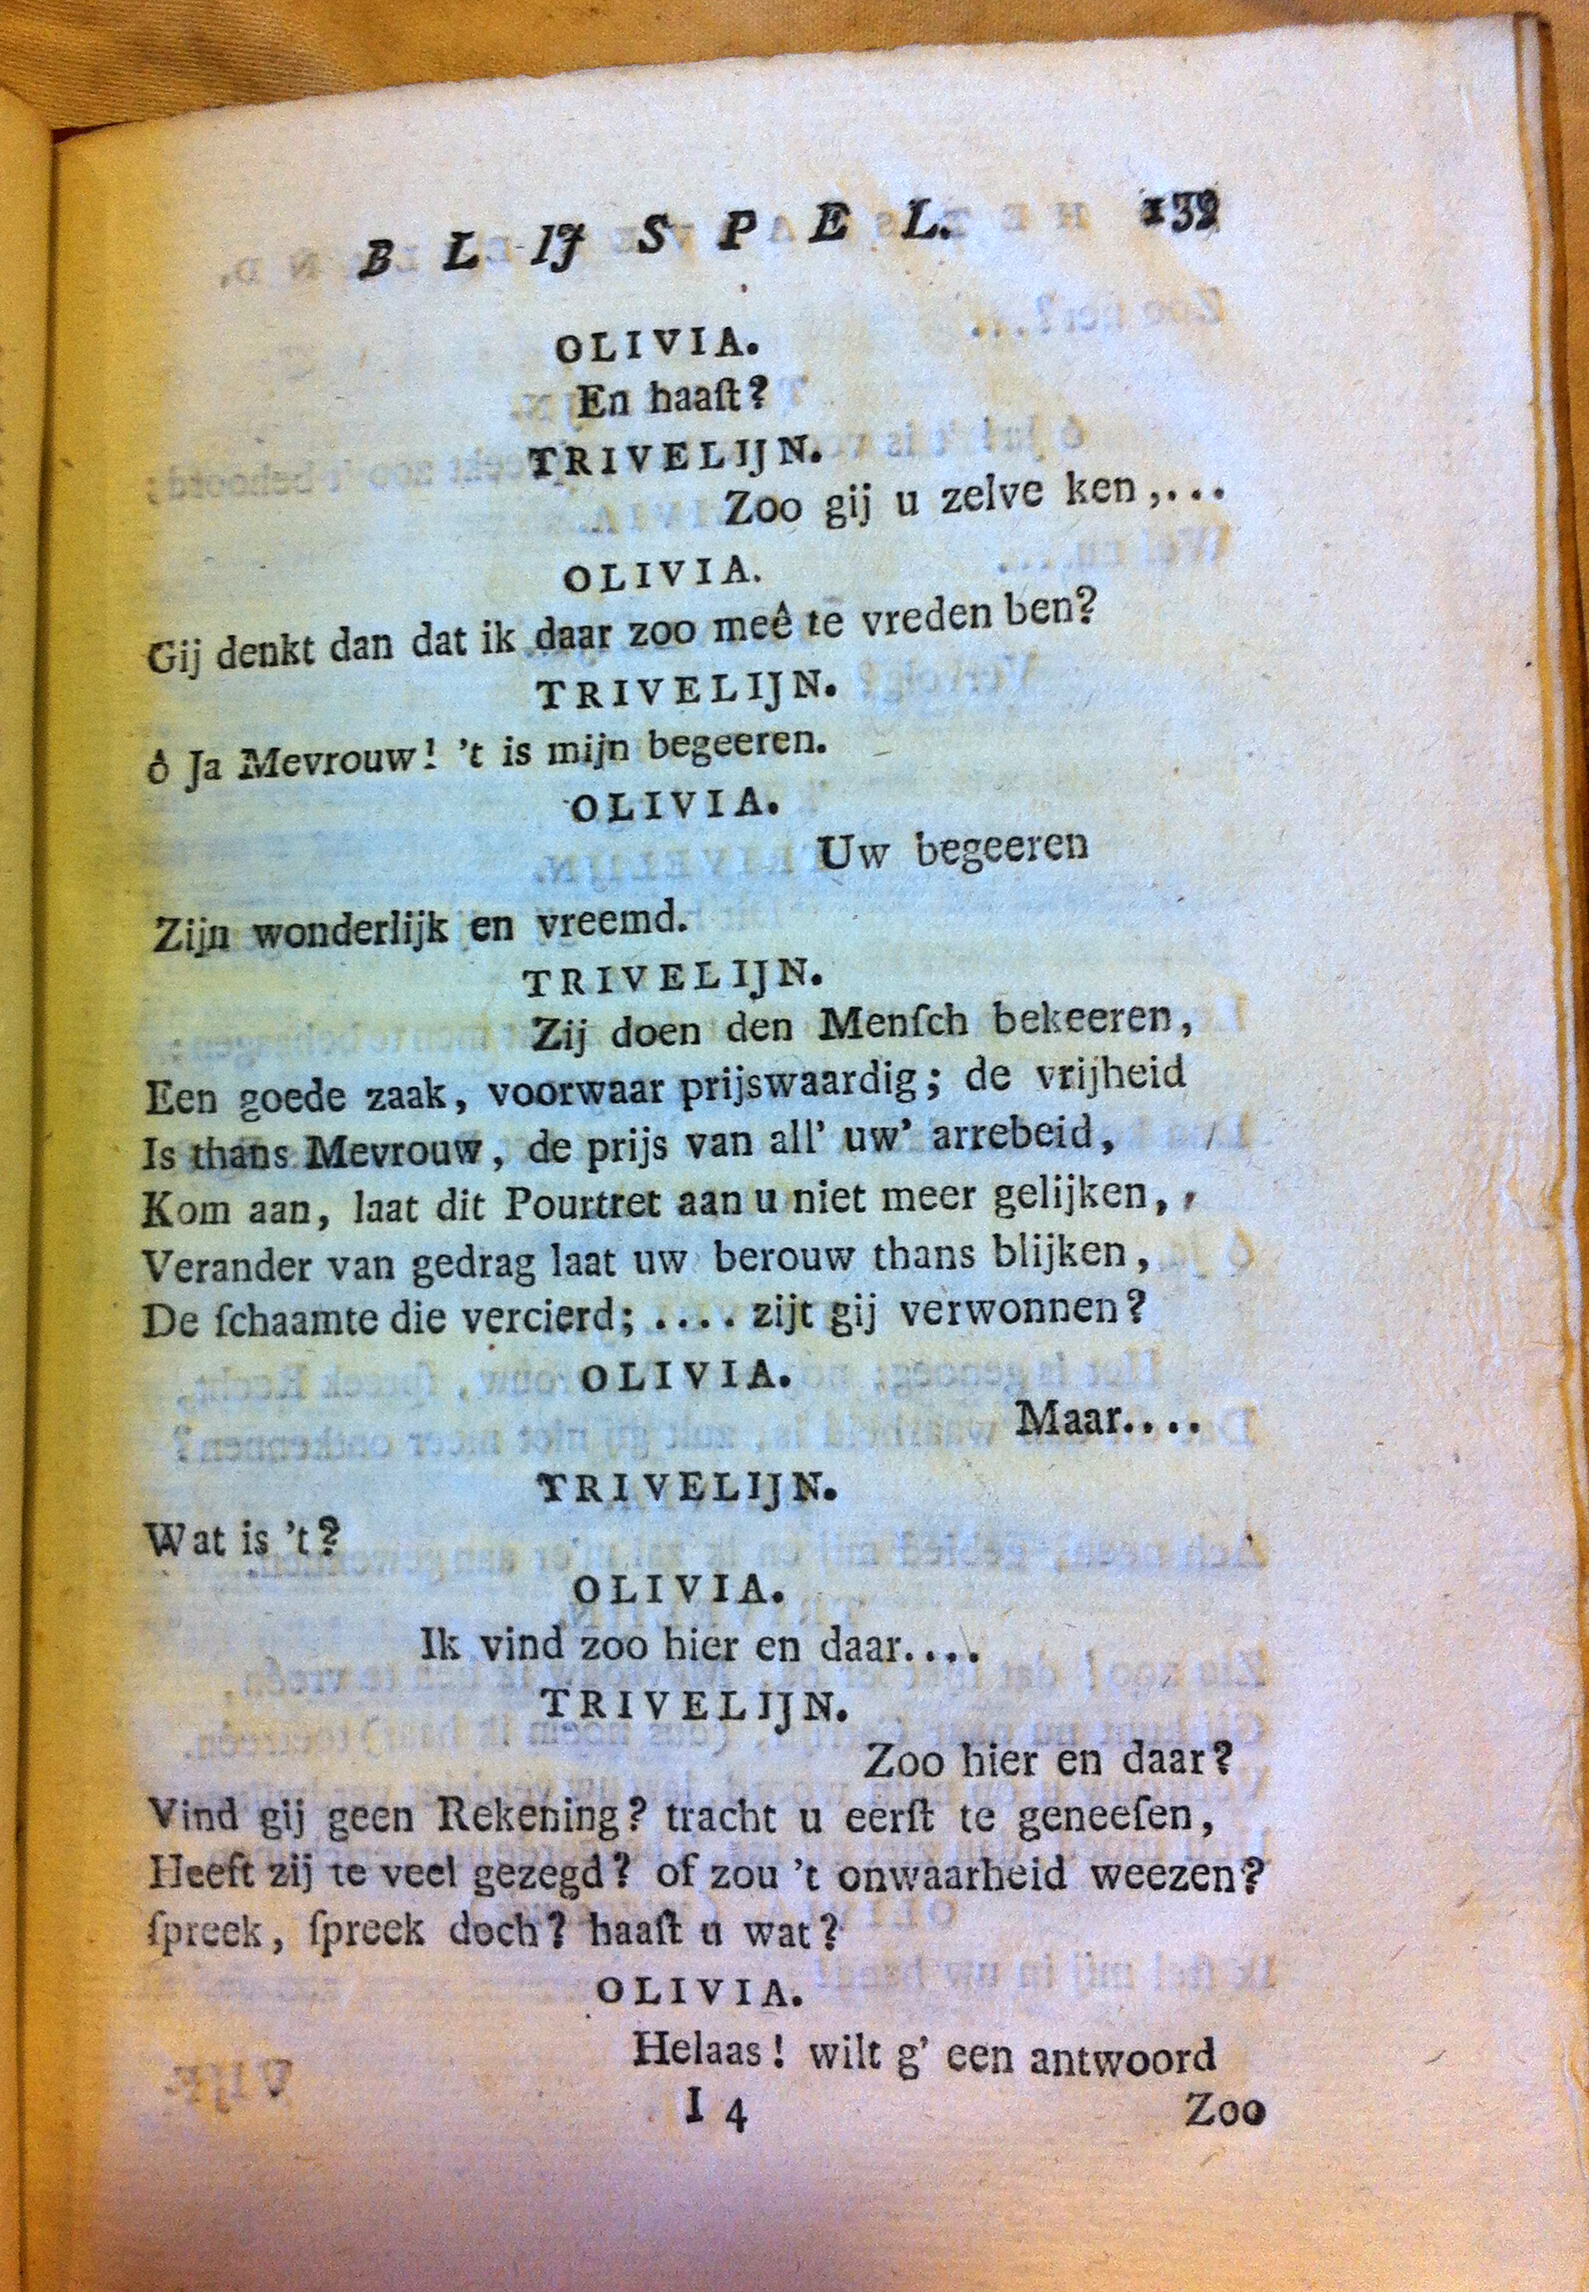 BLIJSPEL. 139
OLIVIA.
En haaſt?
TRIVELIJN.
Zoo gij u zelve ken,...
OLIVIA.
Gij denkt dan dat ik daar zoo meê te vreden ben?
TRIVELIJN.
ô Ja Mevrouw! 't is mijn begeeren.
OLIVIA.
Uw begeeren
Zijn wonderlijk en vreemd.
TRIVELIJN.
Zij doen den Menſch bekeeren,
Een goede zaak, voorwaar prijswaardig; de vrijheid
Is thans Mevrouw, de prijs van all' uw' arrebeid,
Kom aan, laat dit Pourtret aan u niet meer gelijken,
Verander van gedrag laat uw berouw thans blijken,
De ſchaamte die vercierd; .... zijt gij verwonnen?
OLIVIA.
Maar....
TRIVELIJN.
Wat is 't?
OLIVIA.
Ik vind zoo hier en daar....
TRIVELIJN.
Zoo hier en daar?
Vind gij geen Rekening? tracht u eerſt te geneeſen,
Heeft zij te veel gezegd? of zou 't onwaarheid weezen?
ſpreek, ſpreek doch? haaſt u wat?
OLIVIA.
Helaas! wilt g' een antwoord
I 4 Zoo